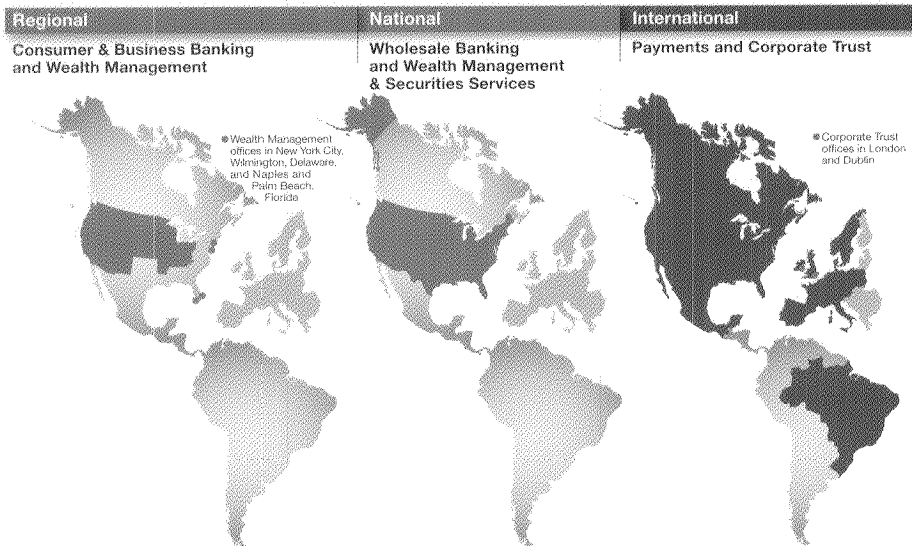 Regional
Consumer & Business Banking
and Wealth Management
Wealth Management
offices in New York City,
Wilmington, Delaware,
and Naples and
Palm Beach,
Florida
National
Wholesale Banking
and Wealth Management
& Securities Services
International
Payments and Corporate Trust
Corporate Trust
offices in London
and Dublin